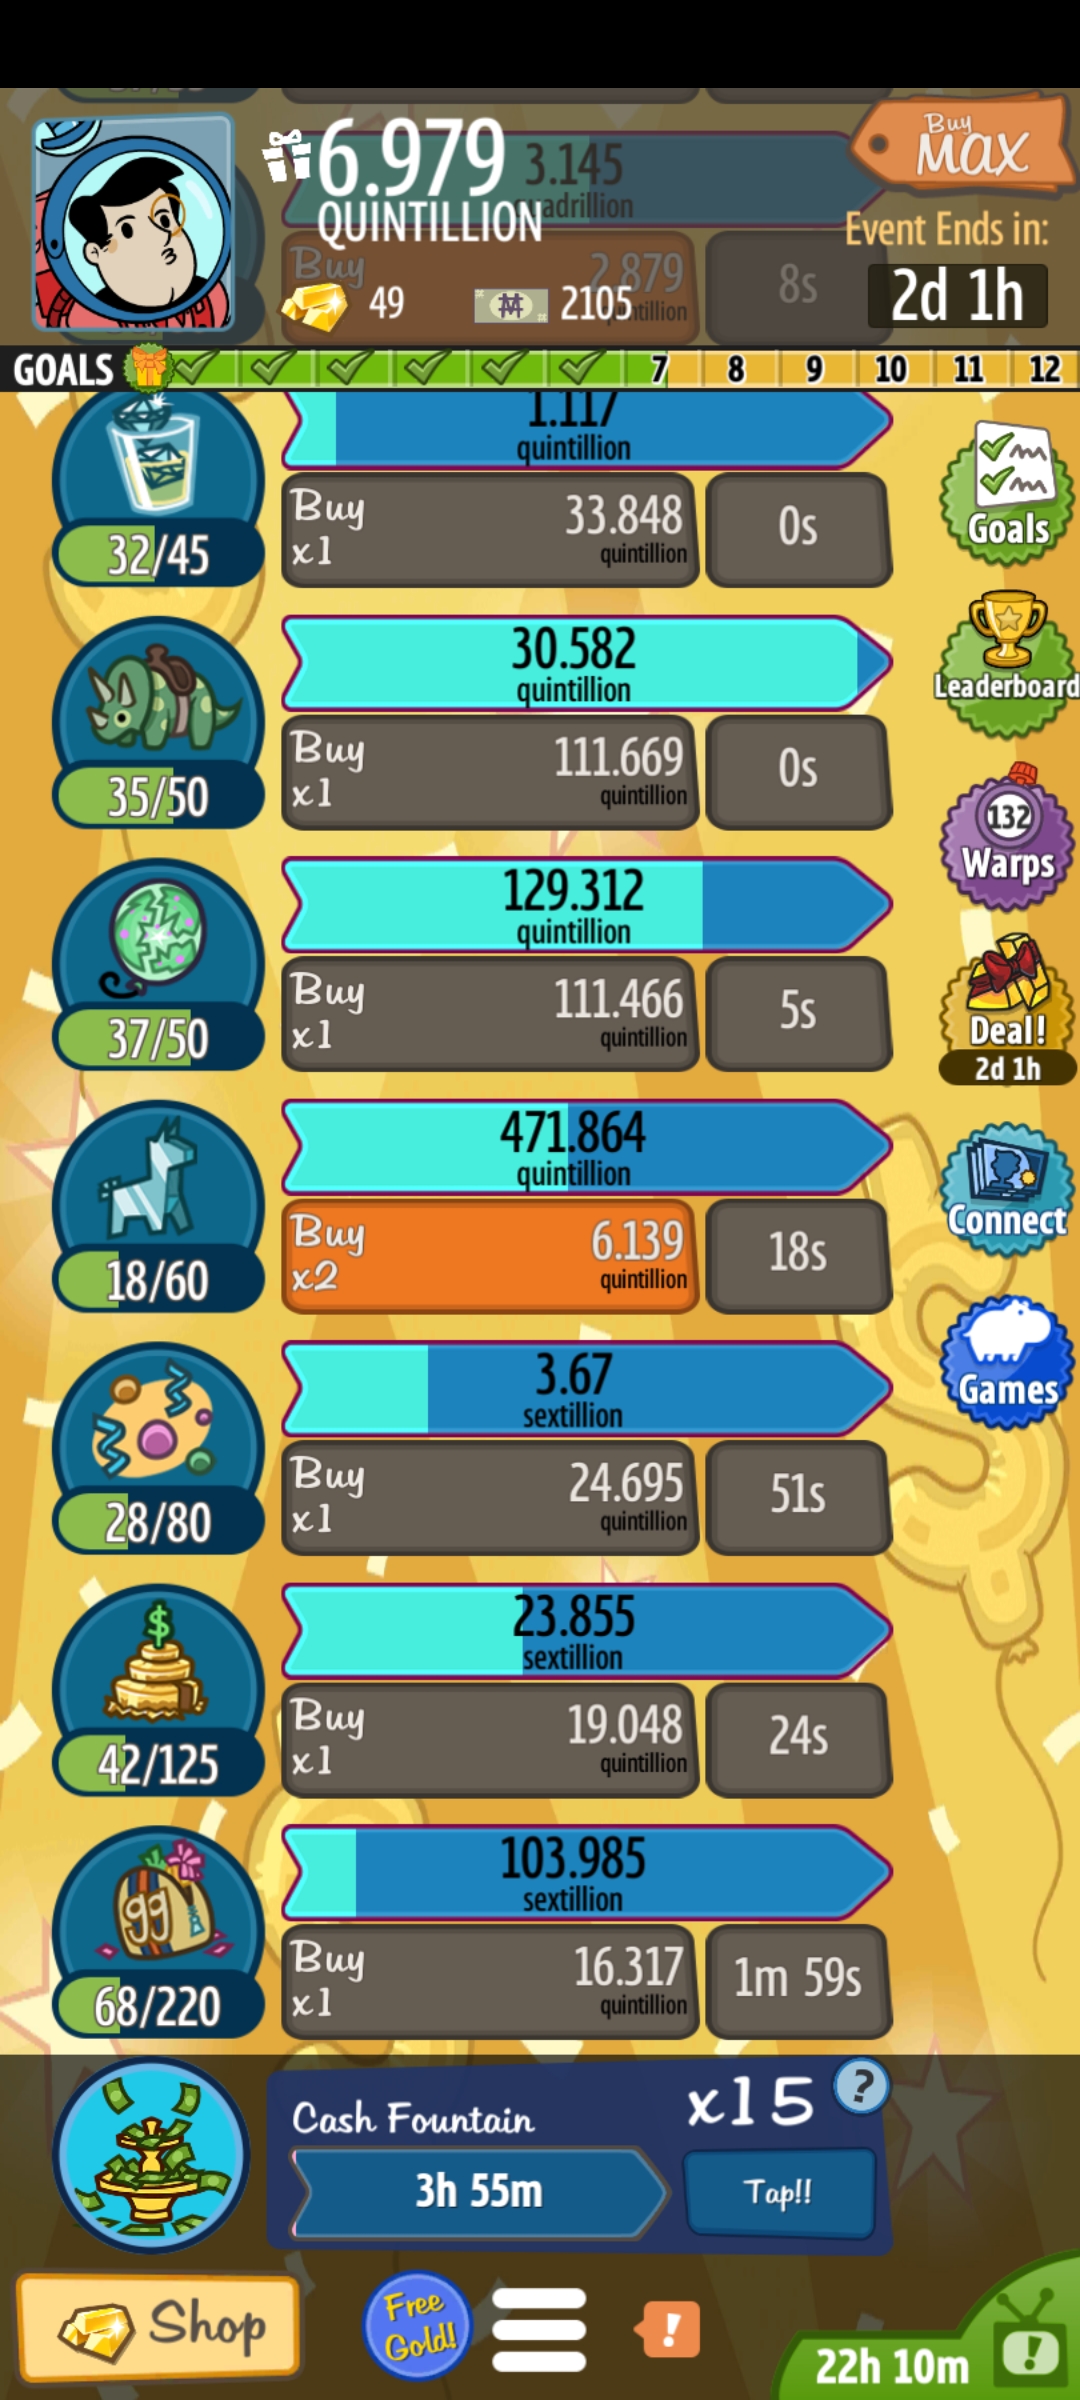 6.979
QUINTILLION
3.145
Buy
MAX
Event Ends in:
2d 1h
Buy
2.879
8s
49
2105
GOALS 7 8 9 10 11 12
1.117
quintillion
Buy
x1
33.848
quintillion
0s
32/45
30.582
quintillion
Buy
x1
111.669
quintillion
0s
35/50
129.312
quintillion
Buy
x1
111.466
quintillion
5s
37/50
471.864
quintillion
Buy
x2
6.139
quintillion
18s
18/60
3.67
sextillion
Buy
x1
24.695
quintillion
51s
28/80
$
23.855
sextillion
Buy
x1
19.048
quintillion
24s
42/125
99
103.985
sextillion
Buy
x1
16.317
quintillion
1m 59s
68/220
Goals
Leaderboard
132
Warps
Deal!
2d 1h
Connect
Games
Cash Fountain
x15
?
3h 55m
Tap!!
Shop
Free
Gold!
!
22h 10m
!